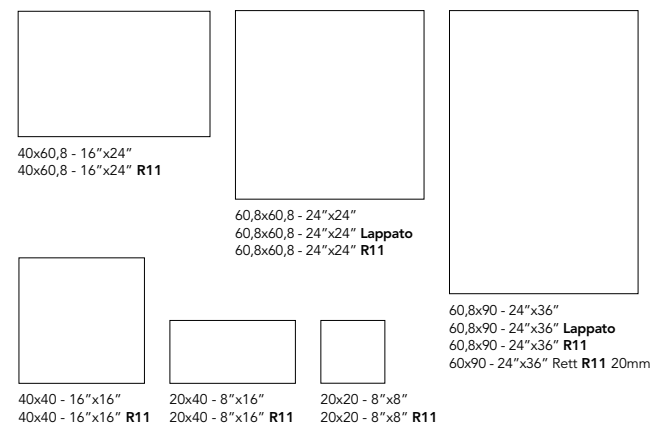 40x60,8 - 16”x24”
40x60,8 - 16”x24” R11
60,8x60,8 - 24”x24”
60,8x60,8 - 24”x24” Lappato
60,8x60,8 - 24”x24” R11
60,8x90 - 24”x36”
60,8x90 - 24”x36” Lappato
60,8x90 - 24”x36” R11
60x90 - 24”x36” Rett R11 20mm
40x40 - 16”x16”
40x40 - 16”x16” R11
20x40 - 8”x16”
20x40 - 8”x16” R11
20x20 - 8”x8”
20x20 - 8”x8” R11